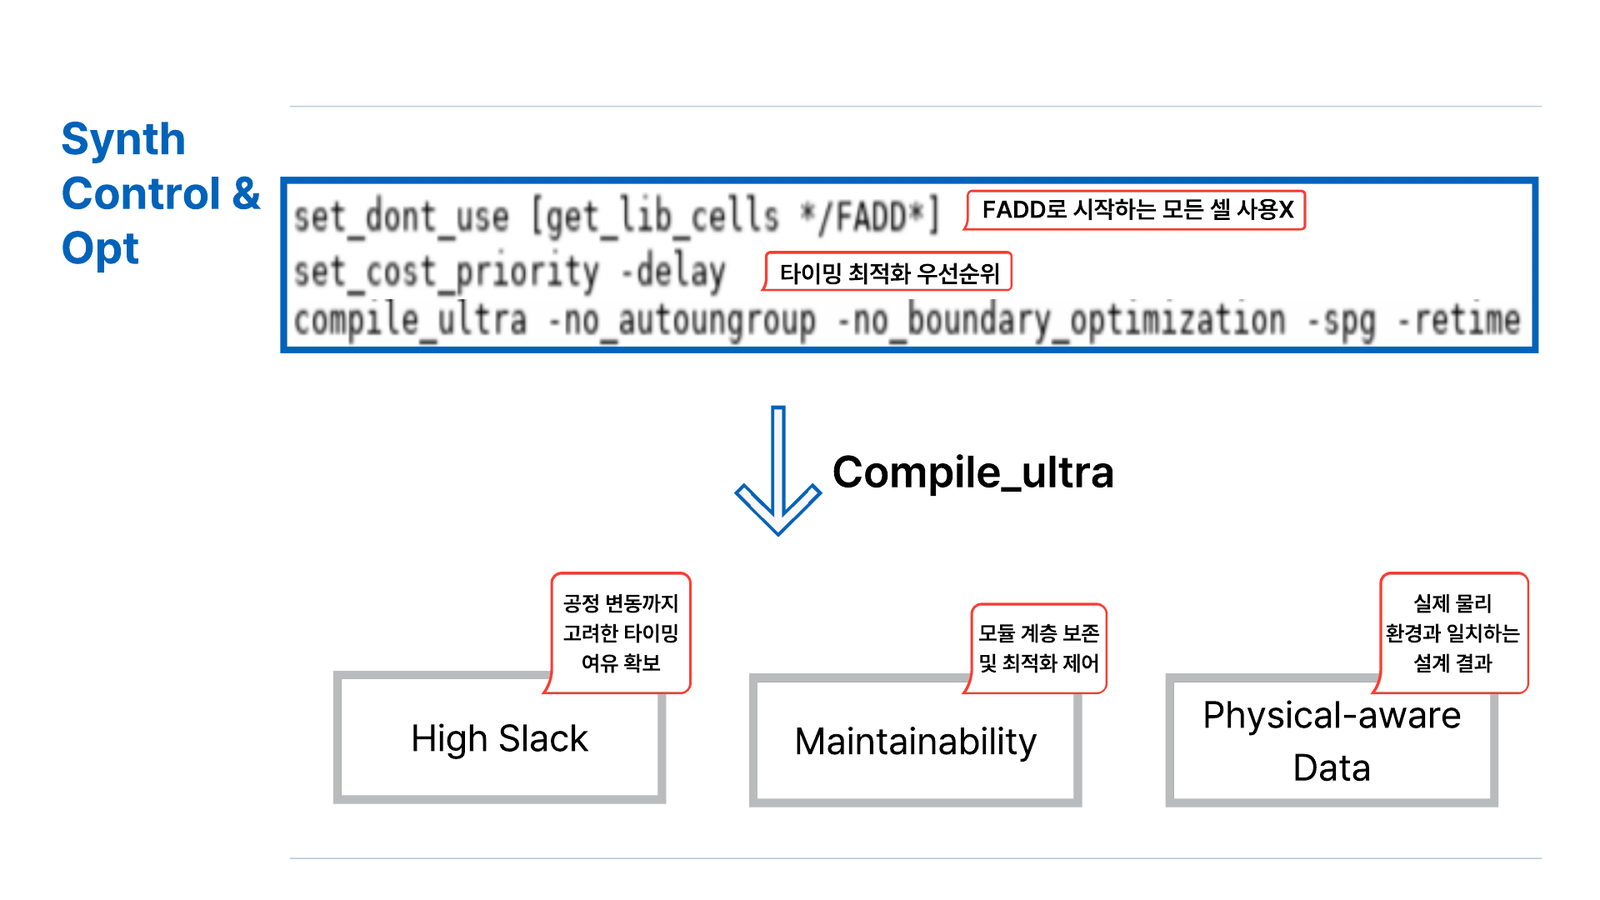 Synth
Control &
Opt
set_dont_use [get_lib_cells */FADD*]
FADD로 시작하는 모든 셀 사용X
set_cost_priority -delay
타이밍 최적화 우선순위
compile_ultra -no_autoungroup -no_boundary_optimization -spg -retime
Compile_ultra
공정 변동까지
고려한 타이밍
여유 확보
High Slack
모듈 계층 보존
및 최적화 제어
Maintainability
실제 물리
환경과 일치하는
설계 결과
Physical-aware
Data